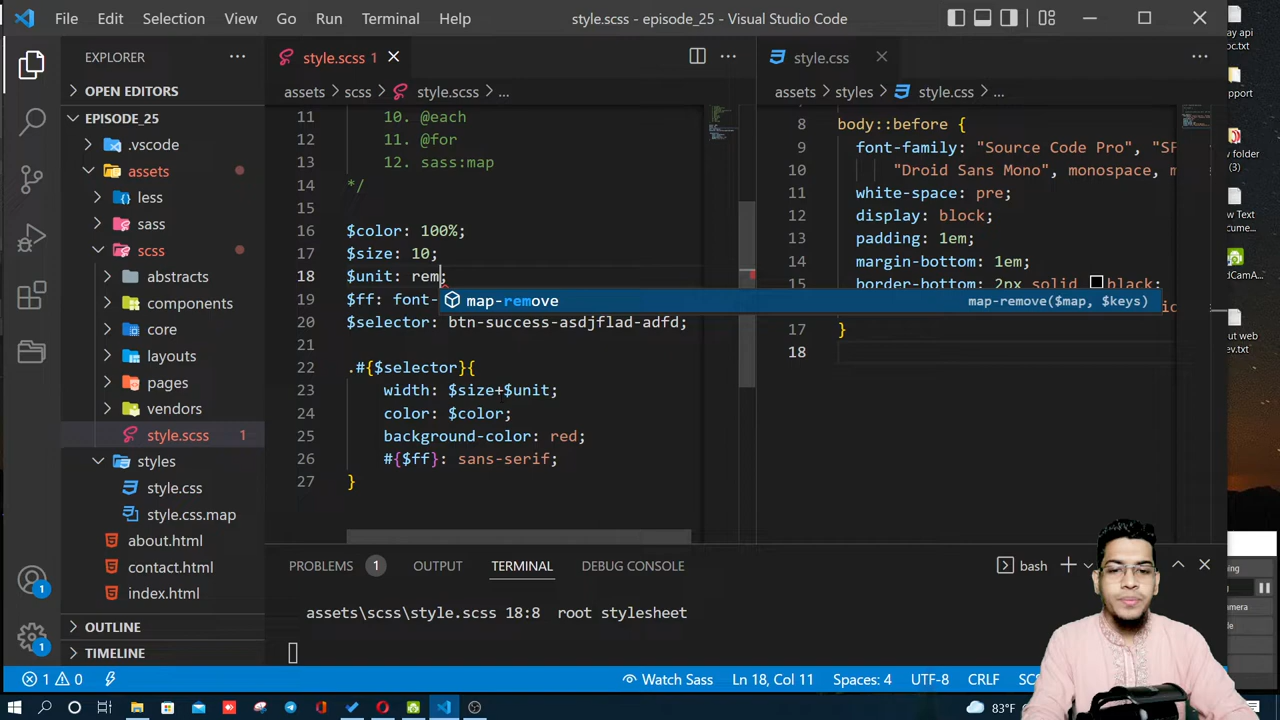 File Edit Selection View Go Run Terminal Help style.scss - episode_25 - Visual Studio Code
EXPLORER
OPEN EDITORS
EPISODE_25
.vscode
assets
less
sass
scss
abstracts
components
core
layouts
pages
vendors
style.scss 1
styles
style.css
style.css.map
about.html
contact.html
index.html
OUTLINE
TIMELINE
style.scss 1
assets > scss > style.scss > ...
11 10. @each
12 11. @for
13 12. sass:map
14 */
15
16 $color: 100%;
17 $size: 10;
18 $unit: rem;
19 $ff: font-
map-remove map-remove($map, $keys)
20 $selector: btn-success-asdjflad-adfd;
21
22 .#{$selector}{
23 width: $size+$unit;
24 color: $color;
25 background-color: red;
26 #{$ff}: sans-serif;
27 }
style.css
assets > styles > style.css > ...
8 body::before {
9 font-family: "Source Code Pro", "SF
10 "Droid Sans Mono", monospace, m
11 white-space: pre;
12 display: block;
13 padding: 1em;
14 margin-bottom: 1em;
15 border-bottom: 2px solid black;
17 }
18
PROBLEMS 1 OUTPUT TERMINAL DEBUG CONSOLE
bash
assets\scss\style.scss 18:8 root stylesheet
1
1
1 0 Watch Sass Ln 18, Col 11 Spaces: 4 UTF-8 CRLF
83°F